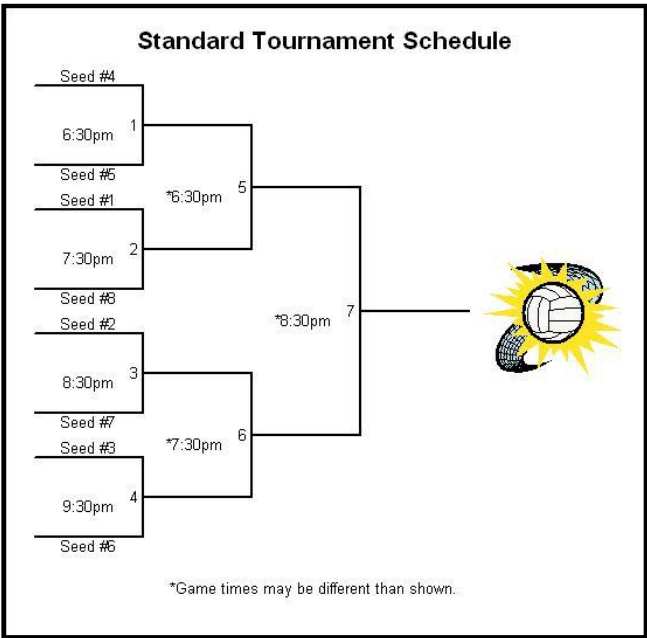 Standard Tournament Schedule
Seed #4
6:30pm
1
Seed #5
*6:30pm
5
Seed #1
7:30pm
2
Seed #8
*8:30pm
7
Seed #2
8:30pm
3
Seed #7
*7:30pm
6
Seed #3
9:30pm
4
Seed #6
*Game times may be different than shown.